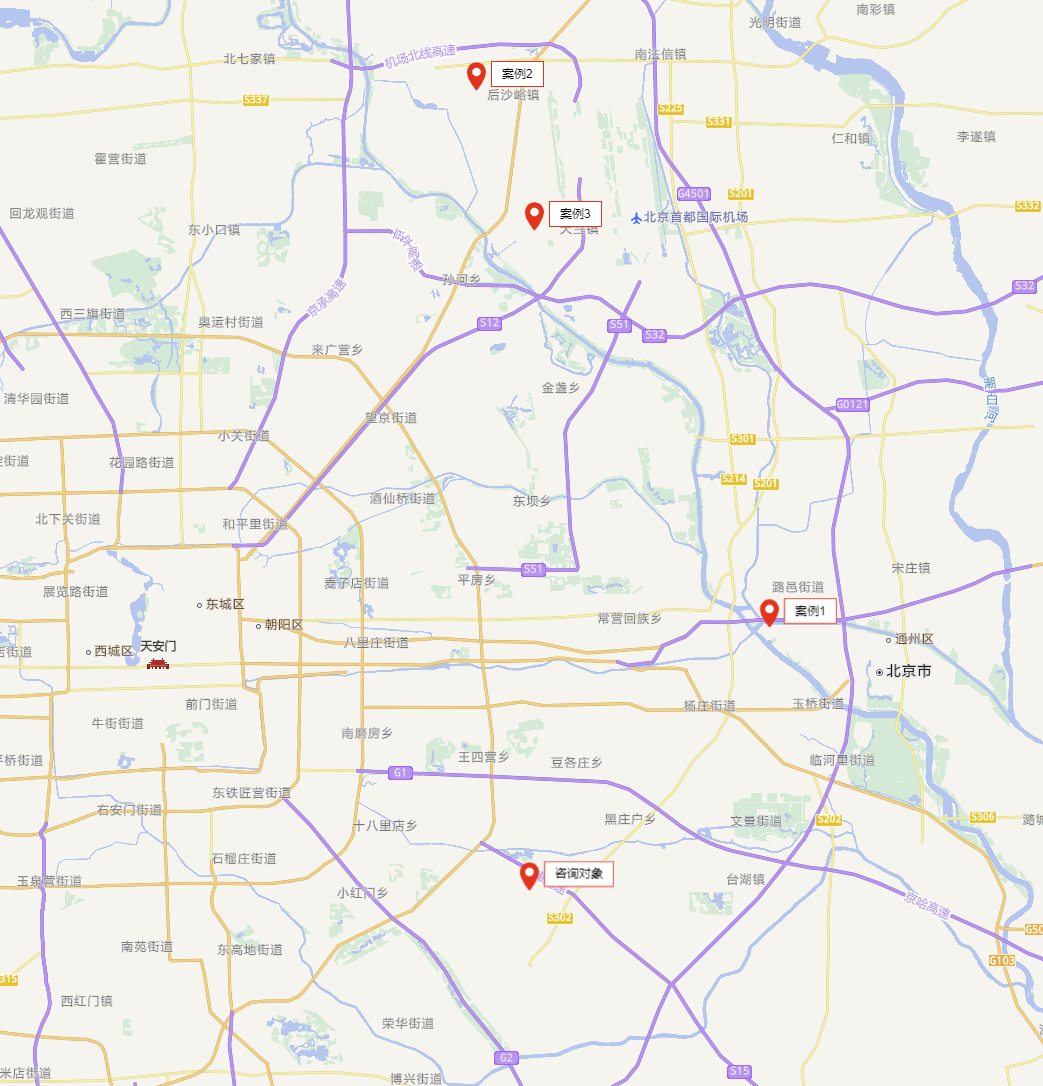 南彩镇
光明街道
机场北线高速
南法信镇
北七家镇
案例2
后沙峪镇
S337
S225
S331
仁和镇
李遂镇
霍营街道
G4501
S201
S332
回龙观街道
案例3
北京首都国际机场
东小口镇
京承高速
孙河乡
S32
西三旗街道
奥运村街道
S12
S51
S32
来广营乡
金盏乡
潮白河
清华园街道
G0121
望京街道
小关街道
S301
花园路街道
S214
S201
酒仙桥街道
东坝乡
北下关街道
和平里街道
S51
宋庄镇
平房乡
麦子店街道
潞邑街道
展览路街道
东城区
案例1
常营回族乡
朝阳区
通州区
八里庄街道
天安门
西城区
北京市
前门街道
杨庄街道
玉桥街道
牛街街道
南磨房乡
王四营乡
豆各庄乡
临河里街道
G1
东铁匠营街道
右安门街道
十八里店乡
黑庄户乡
文景街道
S202
S306
石榴庄街道
咨询对象
台湖镇
玉泉营街道
小红门乡
京哈高速
S302
南苑街道
东高地街道
G103
西红门镇
荣华街道
G2
S15
博兴街道